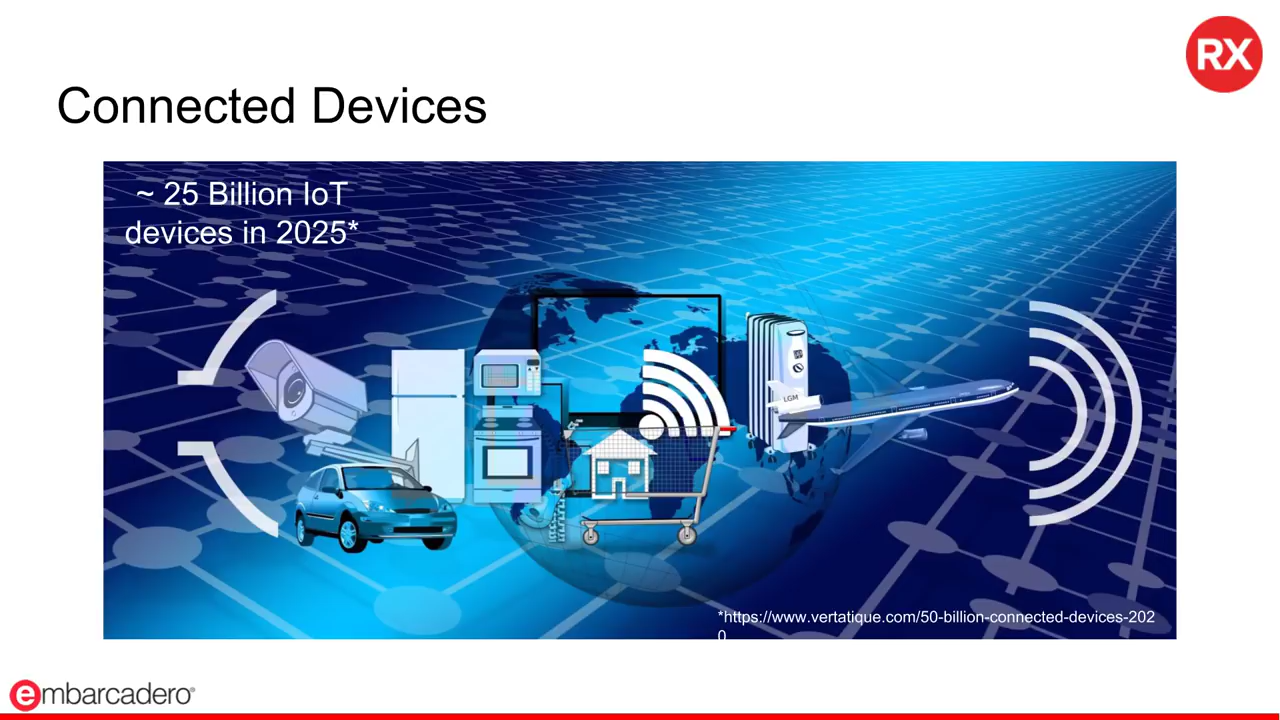 RX
Connected Devices
~ 25 Billion IoT
devices in 2025*
LGM
*https://www.vertatique.com/50-billion-connected-devices-202
0
embarcadero®